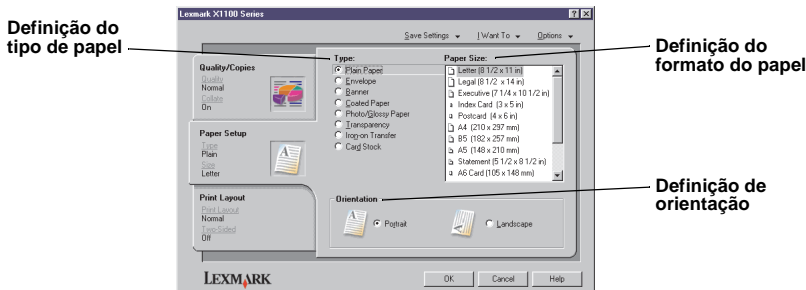 Lexmark X1100 Series
Save Settings
I Want To
Options
Definição do
tipo de papel
Definição do
formato do papel
Definição de
orientação
Quality/Copies
Quality
Normal
Collate
On
Paper Setup
Type
Plain
Size
Letter
Print Layout
Print Layout
Normal
Two-Sided
Off
Type:
Plain Paper
Envelope
Banner
Coated Paper
Photo/Glossy Paper
Transparency
Iron-on Transfer
Card Stock
Paper Size:
Letter (8 1/2 x 11 in)
Legal (8 1/2 x 14 in)
Executive (7 1/4 x 10 1/2 in)
Index Card (3 x 5 in)
Postcard (4 x 6 in)
A4 (210 x 297 mm)
B5 (182 x 257 mm)
A5 (148 x 210 mm)
Statement (5 1/2 x 8 1/2 in)
A6 Card (105 x 148 mm)
Orientation
Portrait
Landscape
LEXMARK
OK
Cancel
Help